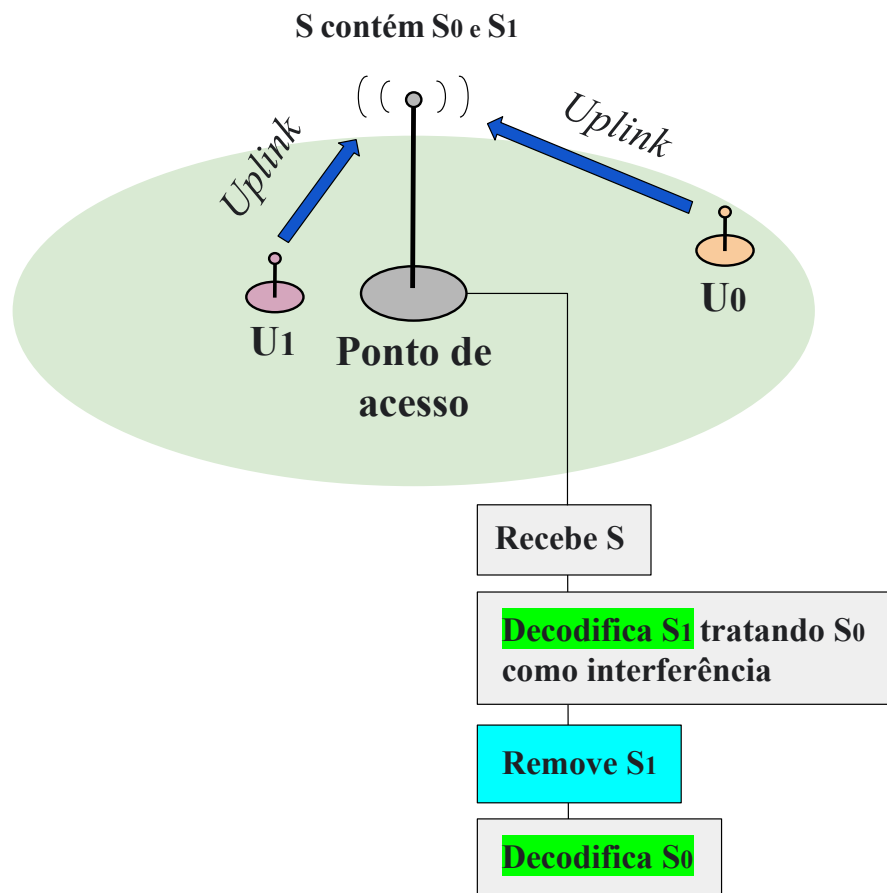 S contém S0 e S1
Uplink
Uplink
U1
U0
Ponto de
acesso
Recebe S
Decodifica S1 tratando S0
como interferência
Remove S1
Decodifica S0